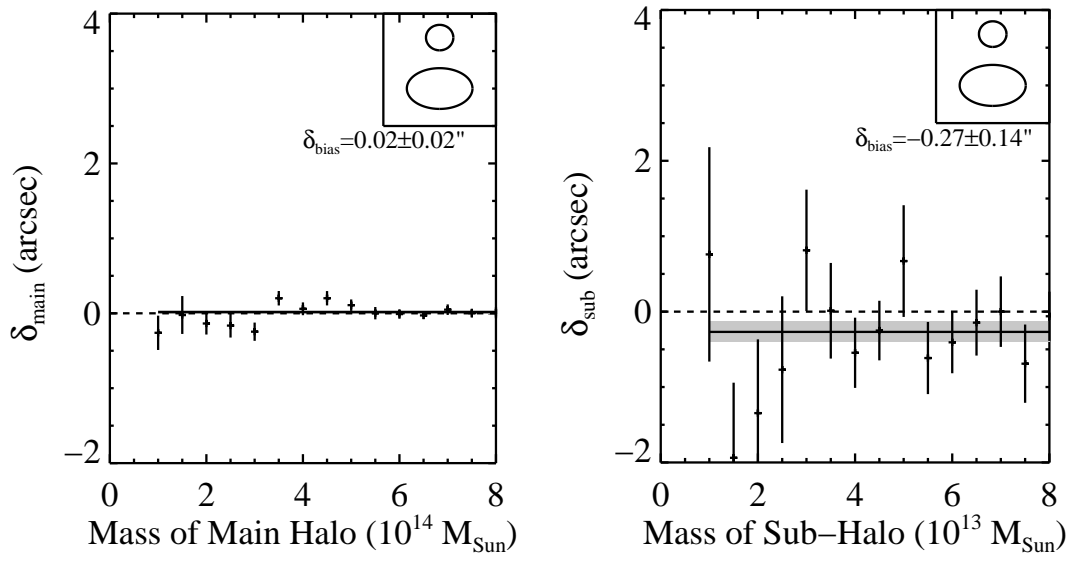 4
2
0
−2
δmain (arcsec)
δbias=0.02±0.02"
0 2 4 6 8
Mass of Main Halo (10^14 MSun)
4
2
0
−2
δsub (arcsec)
δbias=−0.27±0.14"
0 2 4 6 8
Mass of Sub−Halo (10^13 MSun)